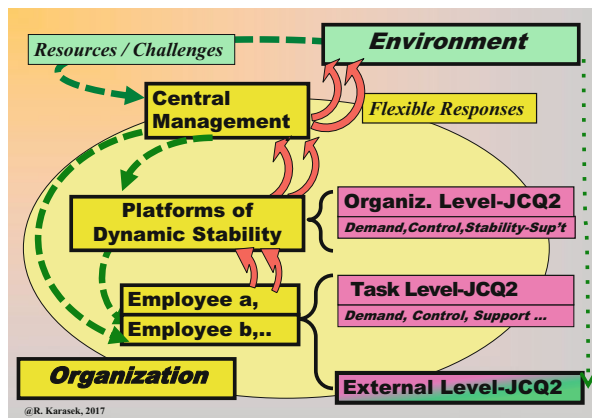 Resources / Challenges
Environment
Central
Management
Flexible Responses
Platforms of
Dynamic Stability
Organiz. Level-JCQ2
Demand,Control,Stability-Sup't
Employee a,
Employee b,..
Task Level-JCQ2
Demand, Control, Support ...
Organization
External Level-JCQ2
@R. Karasek, 2017